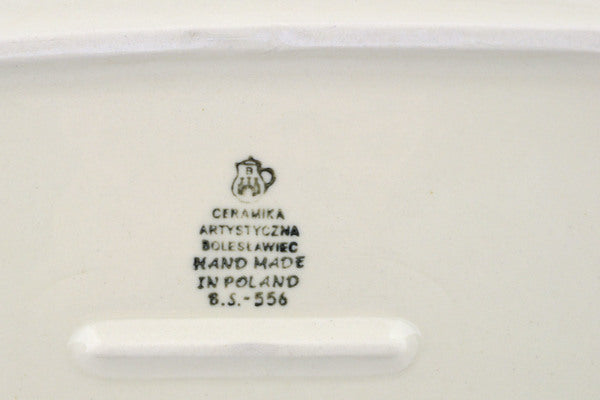 B
CERAMIKA
ARTYSTYCZNA
BOLESŁAWIEC
HAND MADE
IN POLAND
B.S.-556